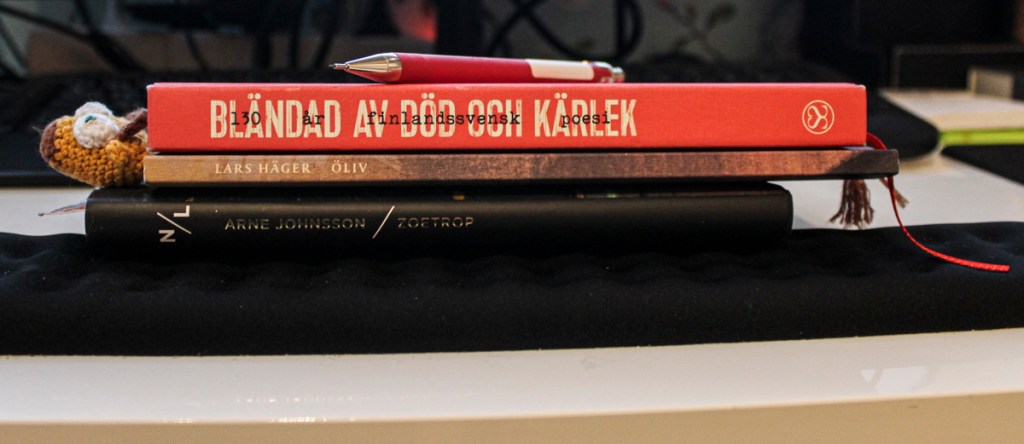 BLÄNDAD AV DÖD OCH KÄRLEK
130 år finlandssvensk poesi
LARS HÄGER ÖLIV
N/L ARNE JOHNSSON / ZOETROP